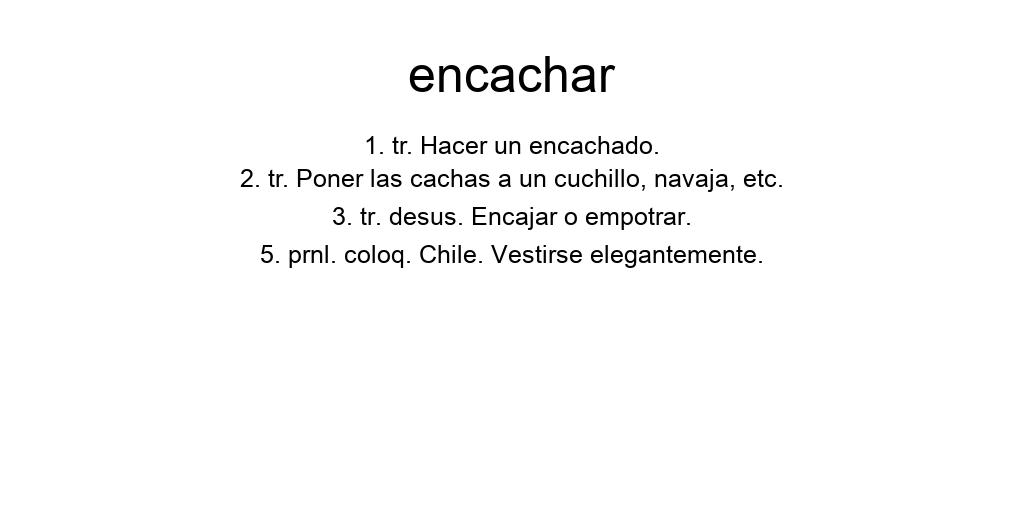 encachar
1. tr. Hacer un encachado.
2. tr. Poner las cachas a un cuchillo, navaja, etc.
3. tr. desus. Encajar o empotrar.
5. prnl. coloq. Chile. Vestirse elegantemente.